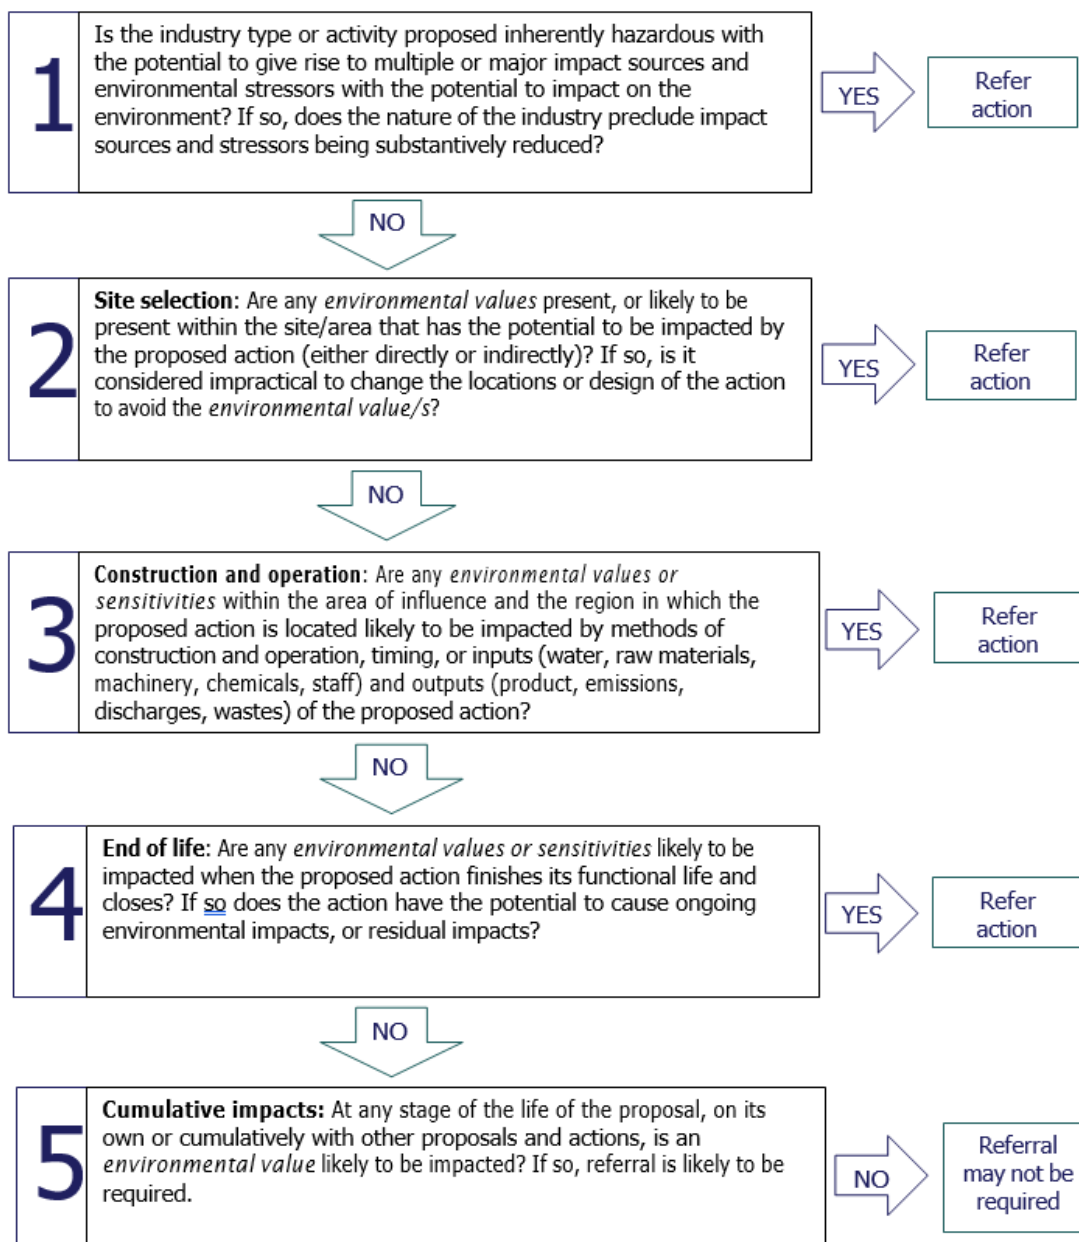 1
Is the industry type or activity proposed inherently hazardous with
the potential to give rise to multiple or major impact sources and
environmental stressors with the potential to impact on the
environment? If so, does the nature of the industry preclude impact
sources and stressors being substantively reduced?
YES
Refer
action
NO
2
Site selection: Are any environmental values present, or likely to be
present within the site/area that has the potential to be impacted by
the proposed action (either directly or indirectly)? If so, is it
considered impractical to change the locations or design of the action
to avoid the environmental value/s?
YES
Refer
action
NO
3
Construction and operation: Are any environmental values or
sensitivities within the area of influence and the region in which the
proposed action is located likely to be impacted by methods of
construction and operation, timing, or inputs (water, raw materials,
machinery, chemicals, staff) and outputs (product, emissions,
discharges, wastes) of the proposed action?
YES
Refer
action
NO
4
End of life: Are any environmental values or sensitivities likely to be
impacted when the proposed action finishes its functional life and
closes? If so does the action have the potential to cause ongoing
environmental impacts, or residual impacts?
YES
Refer
action
NO
5
Cumulative impacts: At any stage of the life of the proposal, on its
own or cumulatively with other proposals and actions, is an
environmental value likely to be impacted? If so, referral is likely to be
required.
NO
Referral
may not be
required